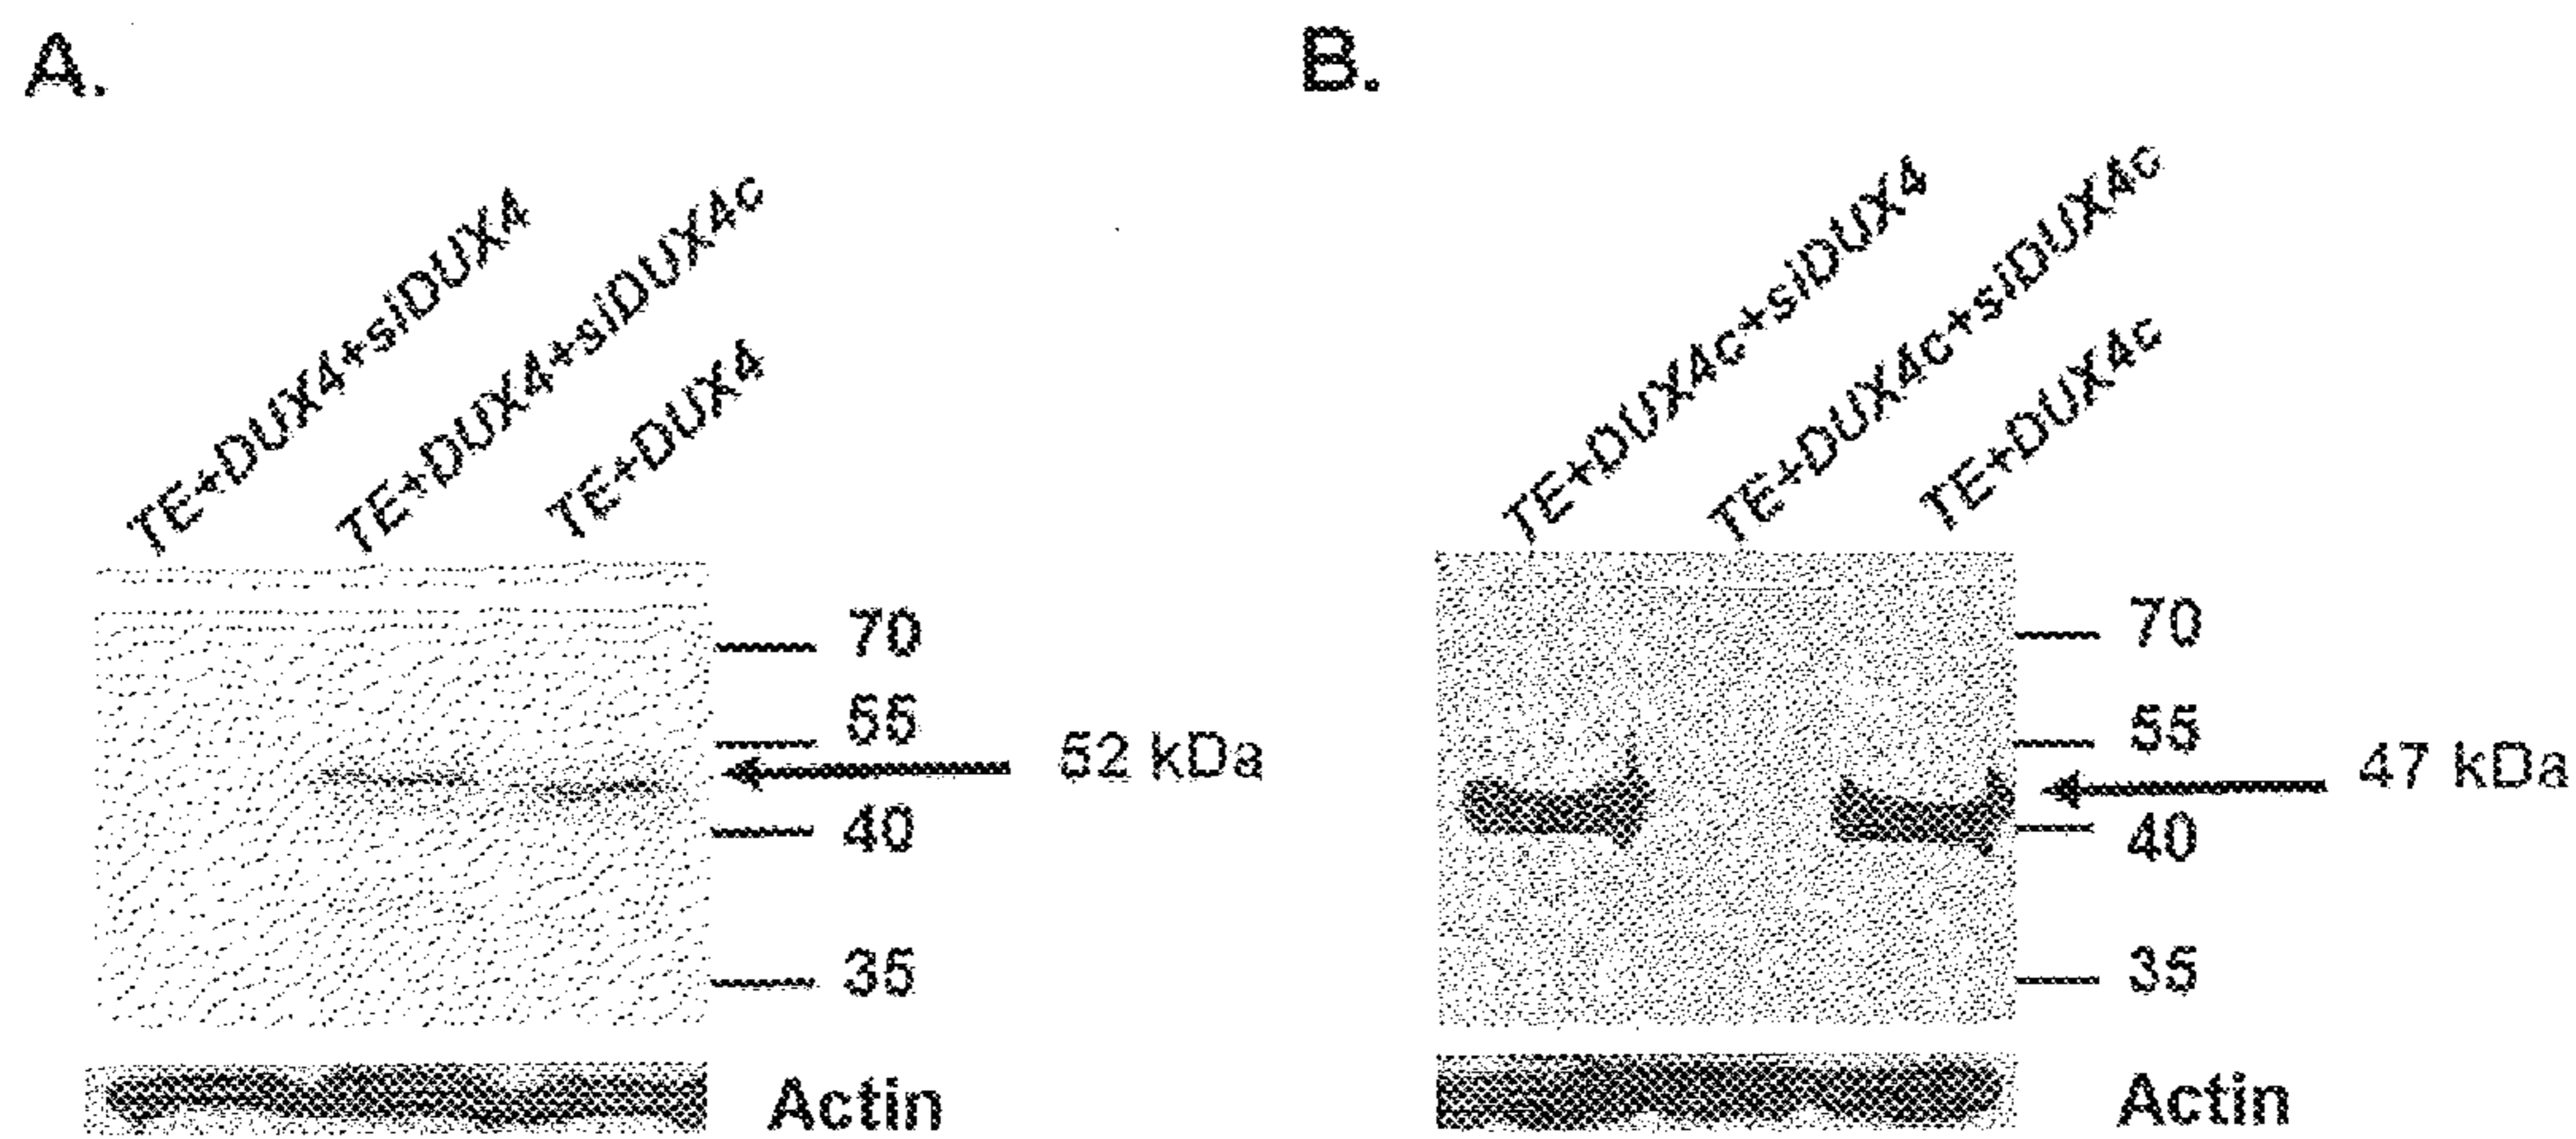 A.
TE+DUX4+siDUX4
TE+DUX4+siDUX4c
TE+DUX4
70
55
52 kDa
40
35
Actin
B.
TE+DUX4c+siDUX4
TE+DUX4c+siDUX4c
TE+DUX4c
70
55
47 kDa
40
35
Actin